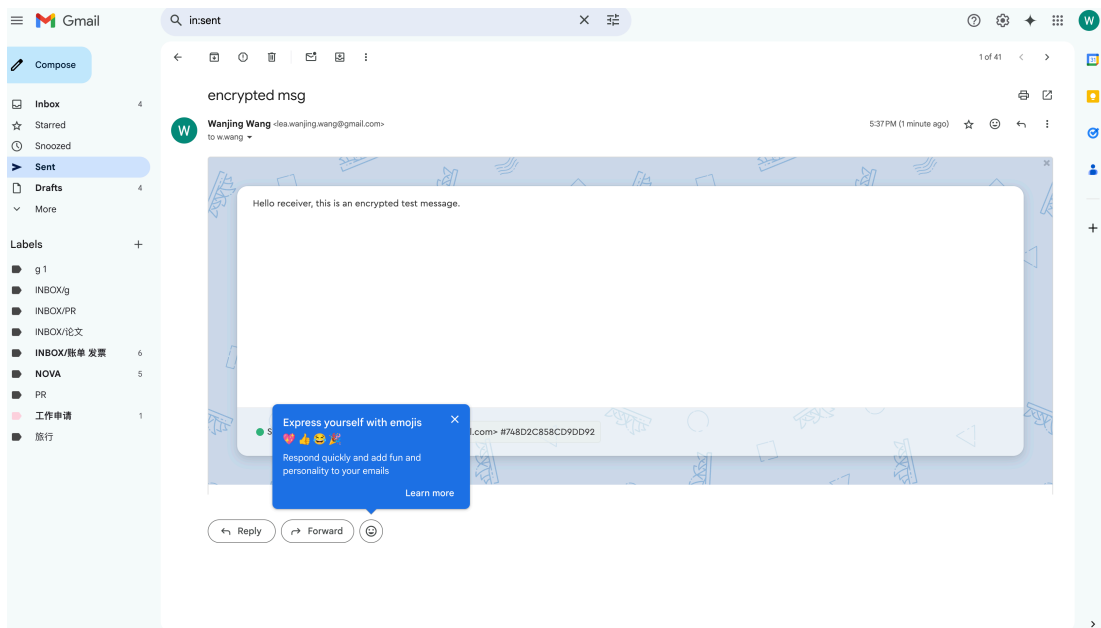 Gmail
in:sent
W
Compose
1 of 41
Inbox 4
Starred
Snoozed
Sent
Drafts 4
More
Labels
g 1
INBOX/g
INBOX/PR
INBOX/论文
INBOX/账单 发票 6
NOVA 5
PR
工作申请 1
旅行
encrypted msg
W
Wanjing Wang <lea.wanjing.wang@gmail.com>
5:37 PM (1 minute ago)
to w.wang
Hello receiver, this is an encrypted test message.
S
l.com> #748D2C858CD9DD92
Express yourself with emojis
💖 👍 😂 🎉
Respond quickly and add fun and
personality to your emails
Learn more
Reply
Forward
31